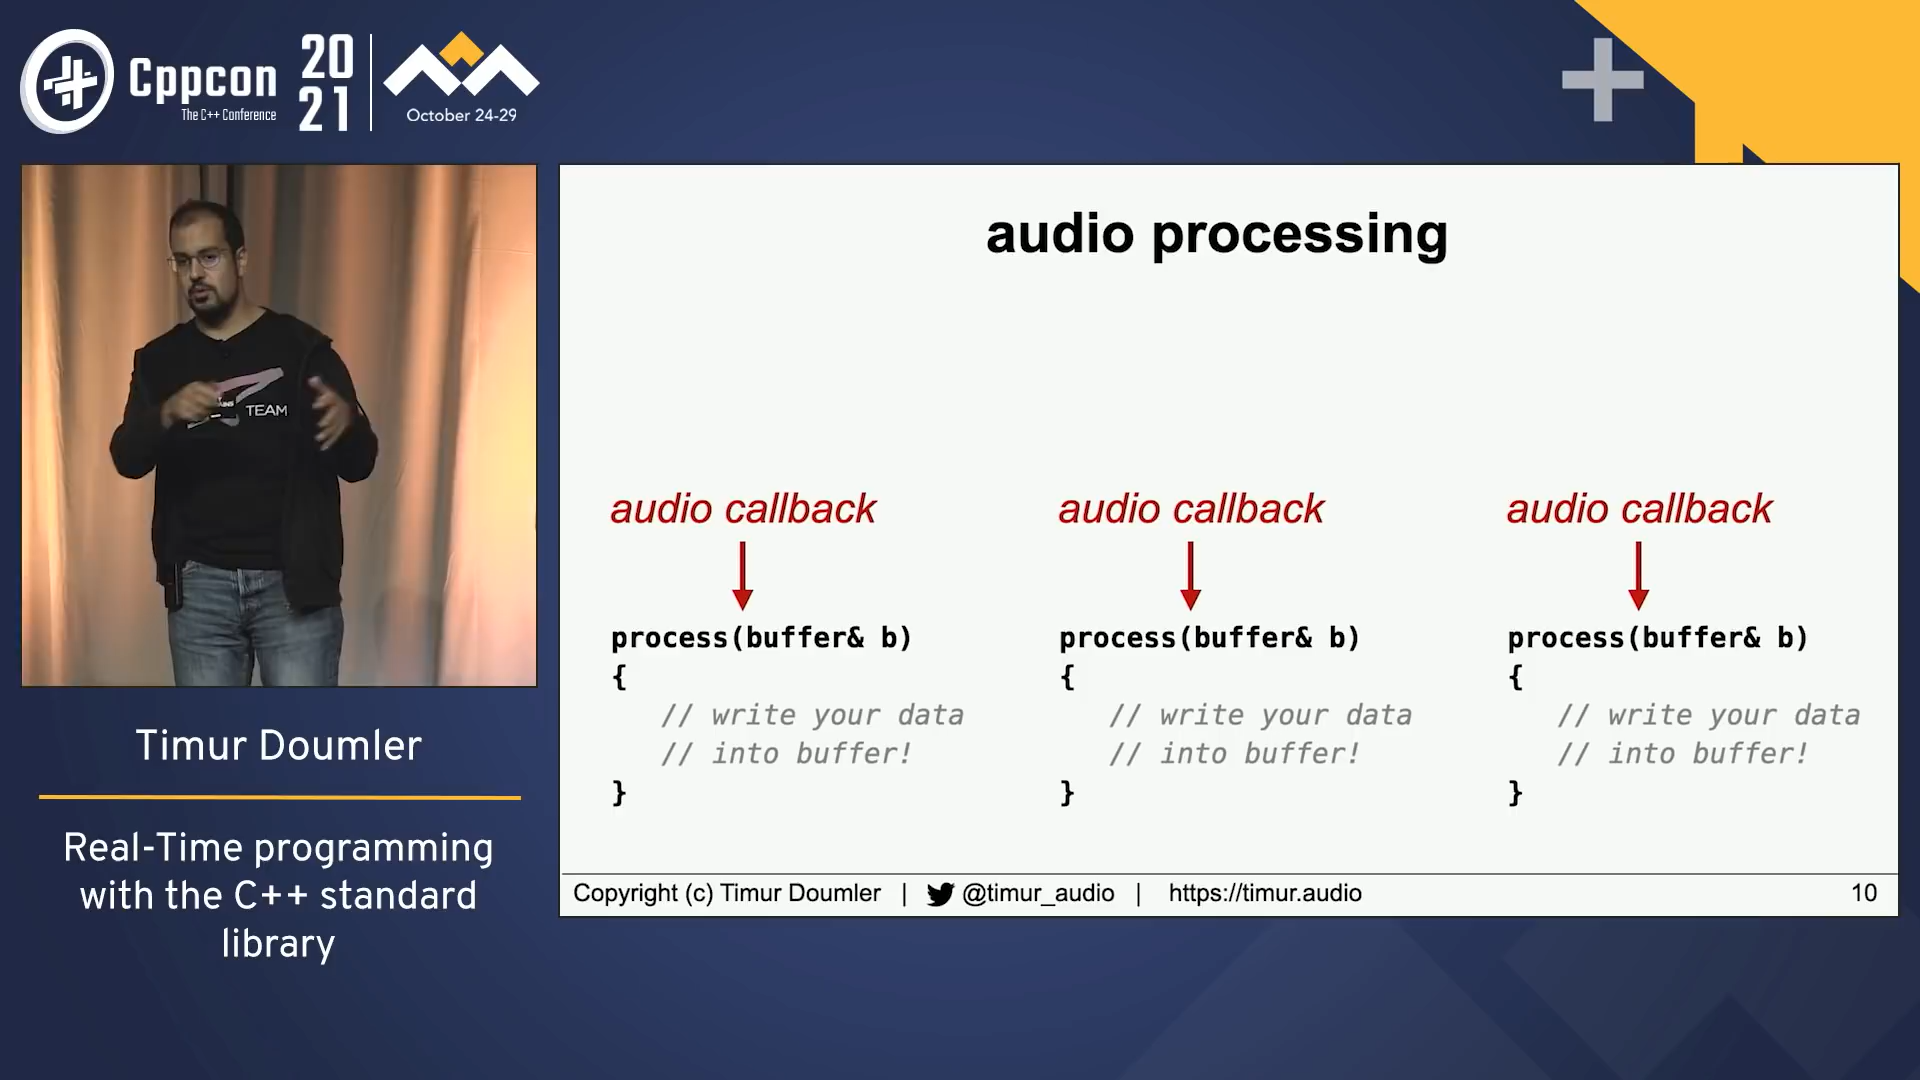 Cppcon
The C++ Conference
20
21
October 24-29
TEAM
Timur Doumler
Real-Time programming
with the C++ standard
library
audio processing
audio callback audio callback audio callback
process(buffer& b) process(buffer& b) process(buffer& b)
{ { {
// write your data // write your data // write your data
// into buffer! // into buffer! // into buffer!
} } }
Copyright (c) Timur Doumler | @timur_audio | https://timur.audio 10